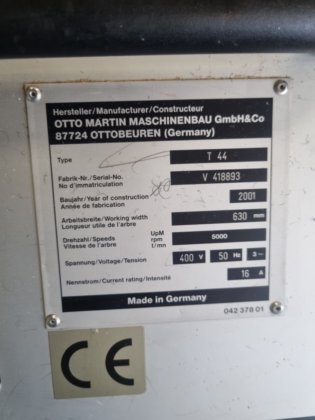 Hersteller/Manufacturer/Constructeur
OTTO MARTIN MASCHINENBAU GmbH&Co
87724 OTTOBEUREN (Germany)
Type T 44
Fabrik-Nr./Serial-No. V 418893
No d'immatriculation
Baujahr/Year of construction 2001
Année de fabrication
Arbeitsbreite/Working width 630 mm
Longueur utile de l'arbre
Drehzahl/Speeds UpM 5000
Vitesse de l'arbre rpm
t/mn
Spannung/Voltage/Tension 400 V 50 Hz 3~
Nennstrom/Current rating/Intensité 16 A
Made in Germany
042 378 01
CE